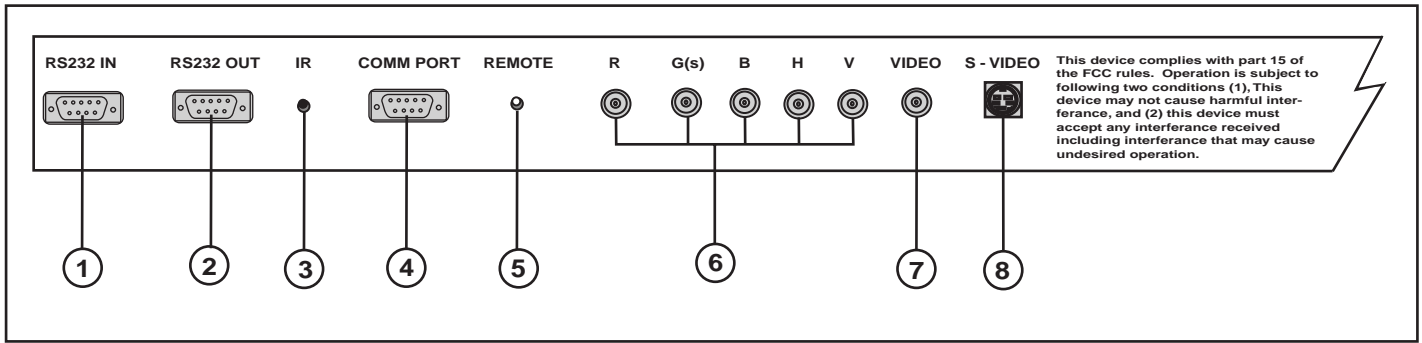 RS232 IN RS232 OUT IR COMM PORT REMOTE R G(s) B H V VIDEO S - VIDEO
This device complies with part 15 of
the FCC rules. Operation is subject to
following two conditions (1), This
device may not cause harmful inter-
ferance, and (2) this device must
accept any interferance received
including interferance that may cause
undesired operation.
1 2 3 4 5 6 7 8